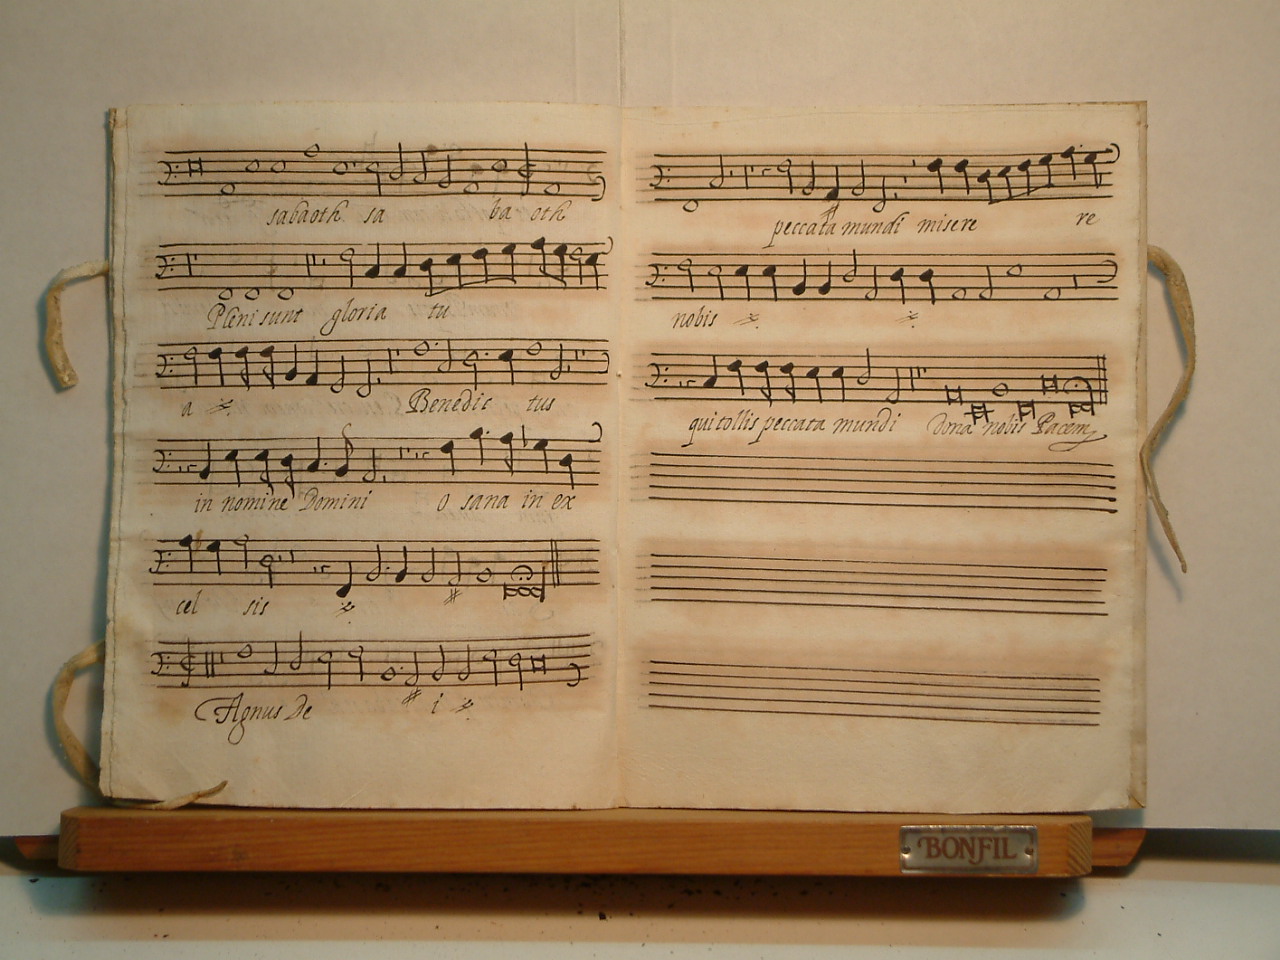 sabaoth sa ba oth
Pleni sunt gloria tu
a Benedic tus
in nomine Domini o sana in ex
cel sis
Agnus De i
peccata mundi misere re
nobis
qui tollis peccata mundi dona nobis Pacem
BONFIL